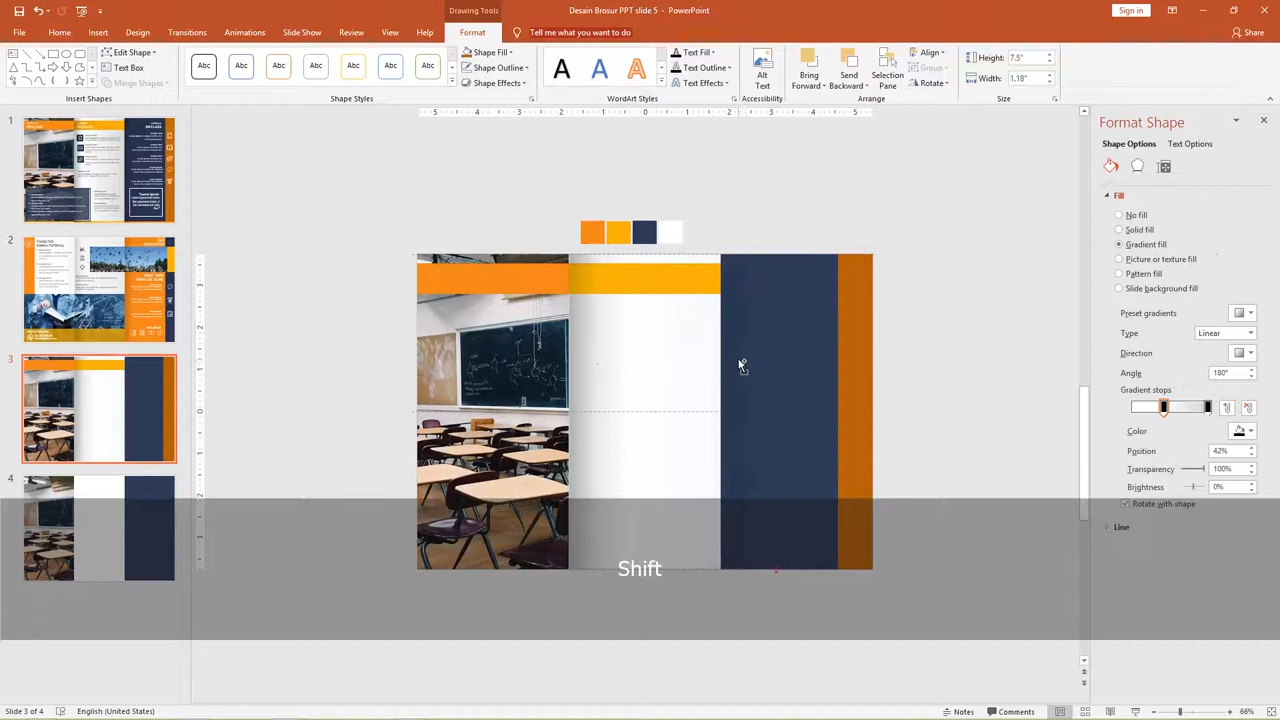 Drawing Tools
Desain Brosur PPT slide 5 - PowerPoint
Sign in
File Home Insert Design Transitions Animations Slide Show Review View Help Format Tell me what you want to do Share
Edit Shape
Text Box
Merge Shapes
Insert Shapes
Abc Abc Abc Abc Abc Abc Abc
Shape Styles
Shape Fill
Shape Outline
Shape Effects
A A A
WordArt Styles
Text Fill
Text Outline
Text Effects
Alt Text
Accessibility
Bring Forward
Send Backward
Selection Pane
Align
Group
Rotate
Arrange
Height: 7.5"
Width: 1.18"
Size
Format Shape
Shape Options Text Options
Fill
No fill
Solid fill
Gradient fill
Picture or texture fill
Pattern fill
Slide background fill
Preset gradients
Type Linear
Direction
Angle 180°
Gradient stops
Color
Position 42%
Transparency 100%
Brightness 0%
Rotate with shape
Line
1
2
3
4
Shift
Slide 3 of 4 English (United States) Notes Comments 66%